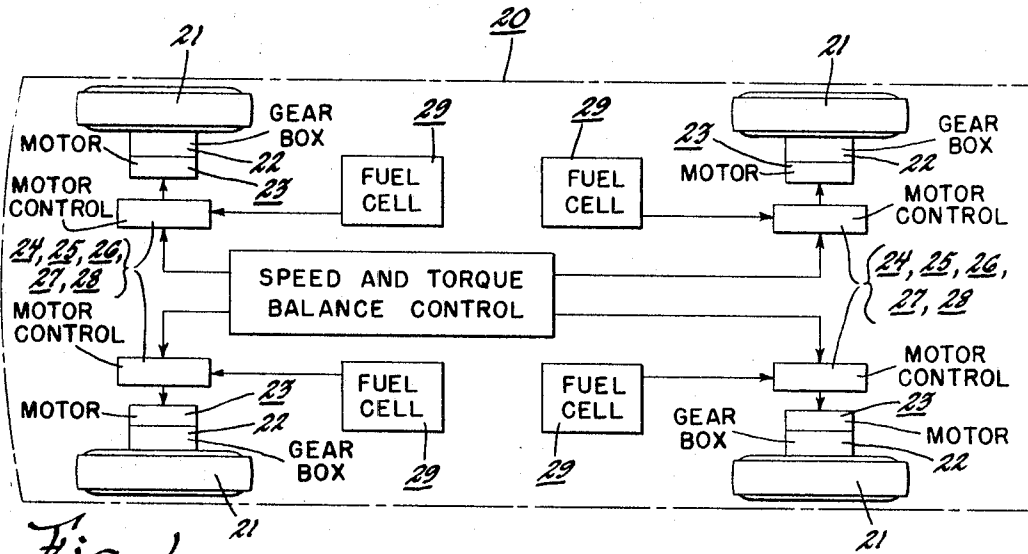 20
21
21
GEAR BOX
29
29
GEAR BOX
MOTOR
22
23
22
23
MOTOR
MOTOR CONTROL
FUEL CELL
FUEL CELL
MOTOR CONTROL
24, 25, 26, 27, 28
SPEED AND TORQUE BALANCE CONTROL
24, 25, 26, 27, 28
MOTOR CONTROL
FUEL CELL
FUEL CELL
MOTOR CONTROL
MOTOR
23
23
22
GEAR BOX
MOTOR
GEAR BOX
22
29
29
21
21
Fig. 1